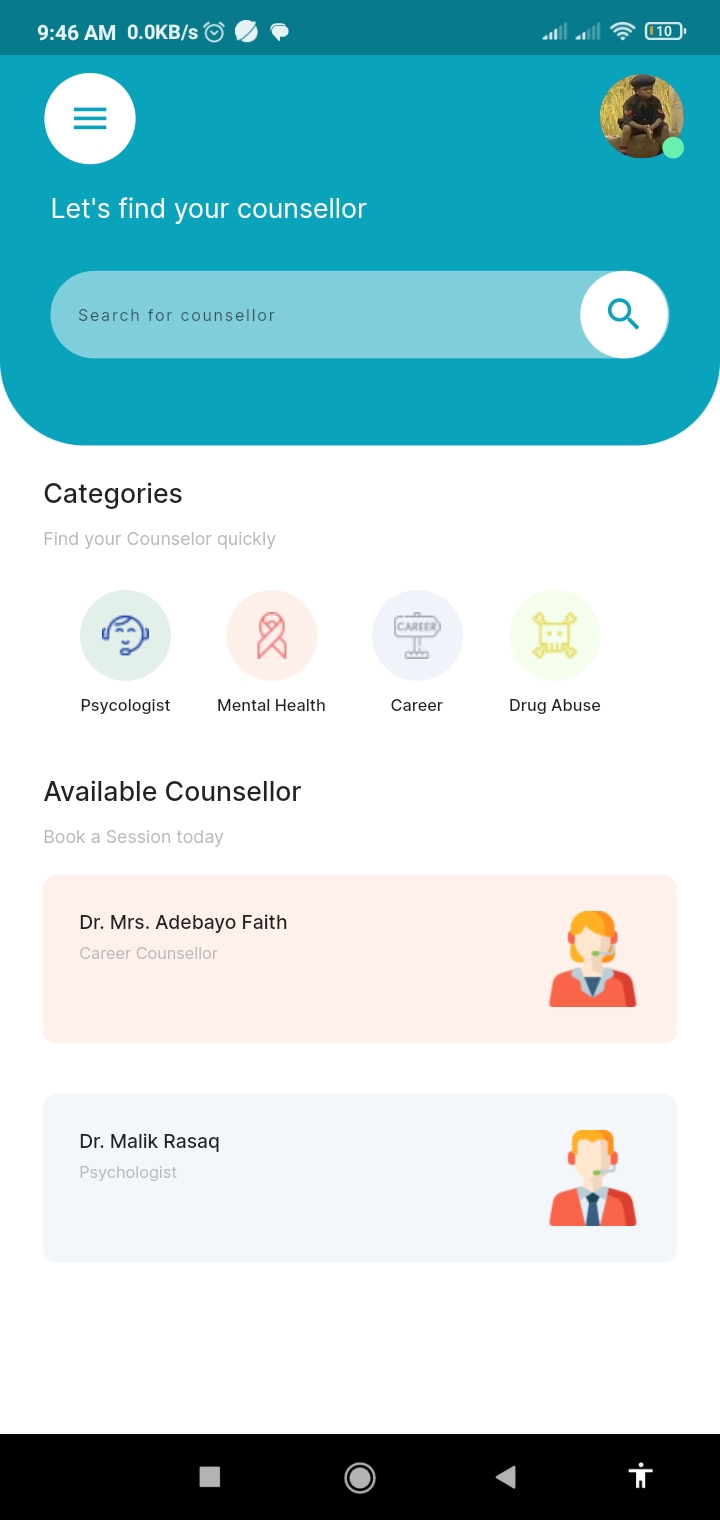 9:46 AM 0.0KB/s 10
Let's find your counsellor
Search for counsellor
Categories
Find your Counselor quickly
CAREER
Psycologist Mental Health Career Drug Abuse
Available Counsellor
Book a Session today
Dr. Mrs. Adebayo Faith
Career Counsellor
Dr. Malik Rasaq
Psychologist